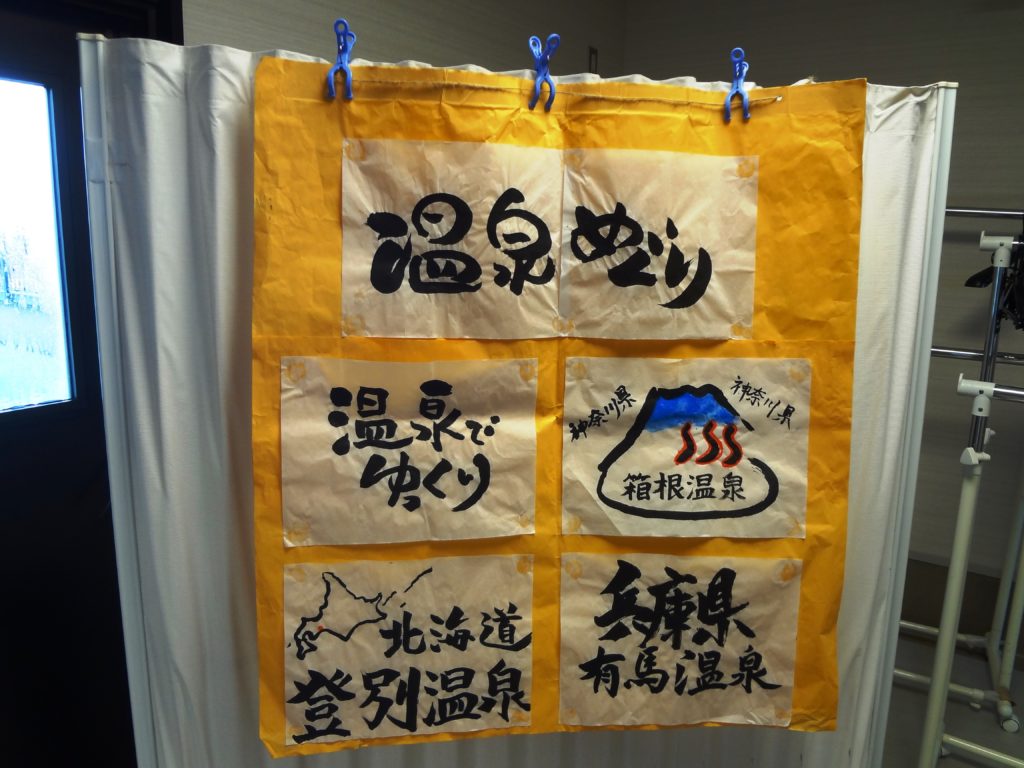 温泉めぐり
温泉で
ゆっくり
神奈川県
神奈川県
箱根温泉
北海道
登別温泉
兵庫県
有馬温泉